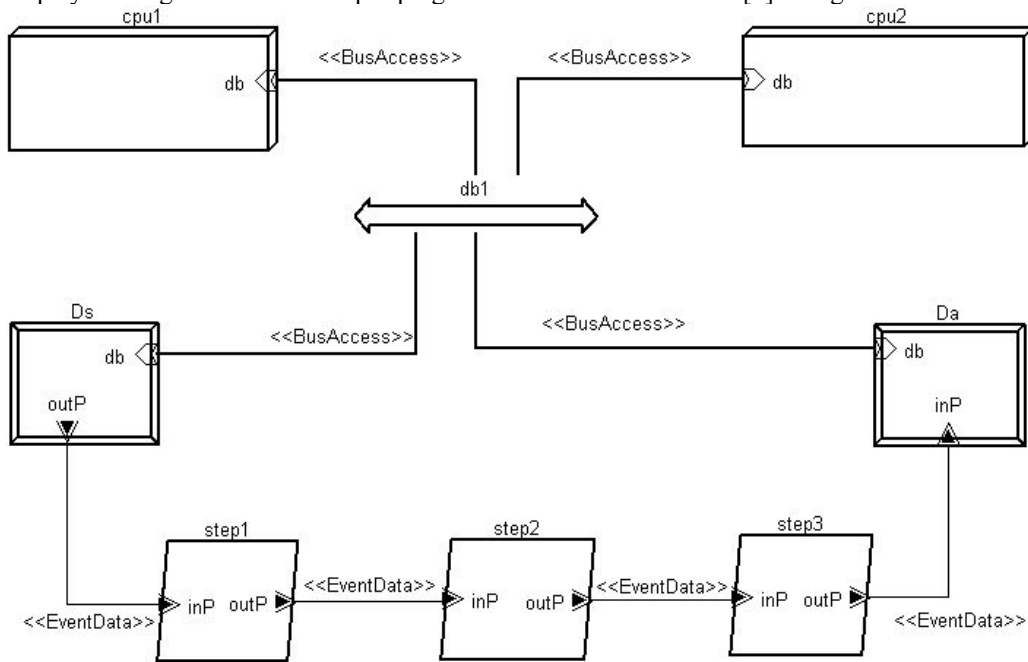 cpu1
cpu2
<<BusAccess>>
<<BusAccess>>
db
db
db1
Ds
Da
<<BusAccess>>
<<BusAccess>>
db
db
outP
inP
step1
step2
step3
<<EventData>>
<<EventData>>
inP
outP
inP
outP
inP
outP
<<EventData>>
<<EventData>>